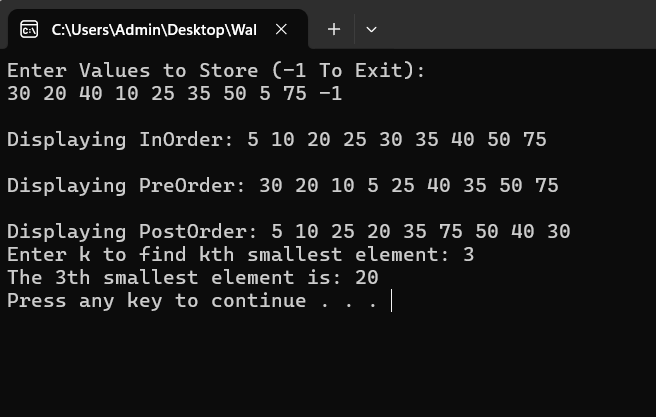 C:\Users\Admin\Desktop\Wal
Enter Values to Store (-1 To Exit):
30 20 40 10 25 35 50 5 75 -1
Displaying InOrder: 5 10 20 25 30 35 40 50 75
Displaying PreOrder: 30 20 10 5 25 40 35 50 75
Displaying PostOrder: 5 10 25 20 35 75 50 40 30
Enter k to find kth smallest element: 3
The 3th smallest element is: 20
Press any key to continue . . .